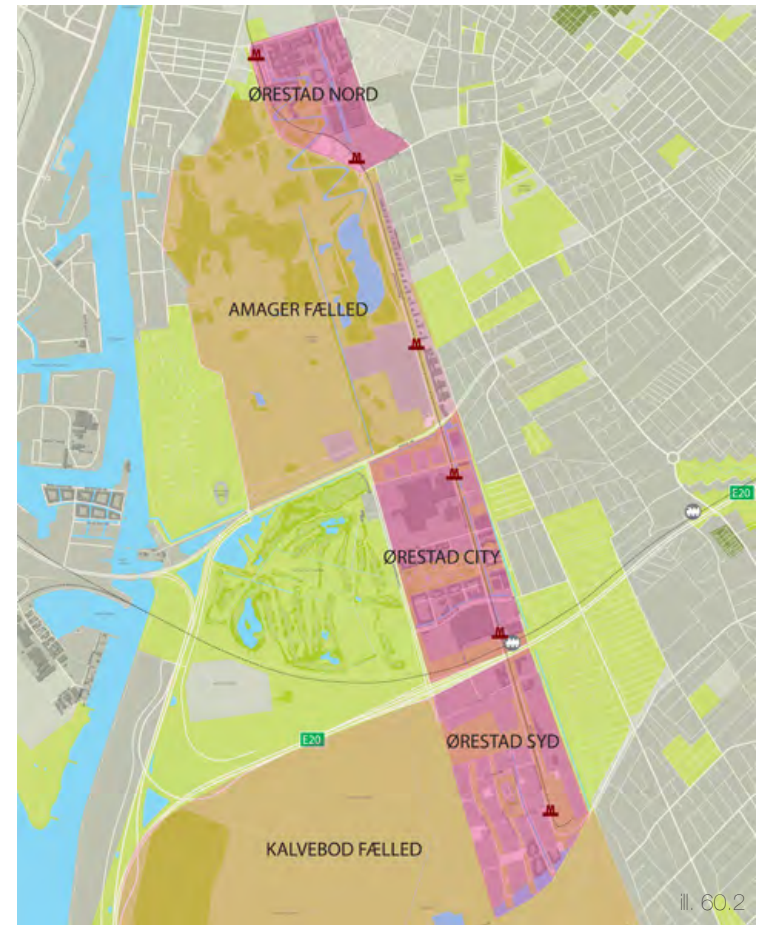 ØRESTAD NORD
AMAGER FÆLLED
E20
ØRESTAD CITY
E20
ØRESTAD SYD
KALVEBOD FÆLLED
ill. 60.2